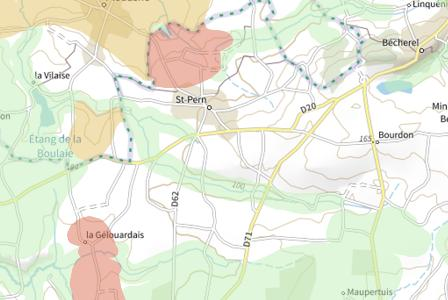 Linquen
Bécherel
la Vilaise
St-Pern
D20
Min
Bourdon
165
Étang de la
Boulaie
100
D62
D71
la Gélouardais
Maupertuis